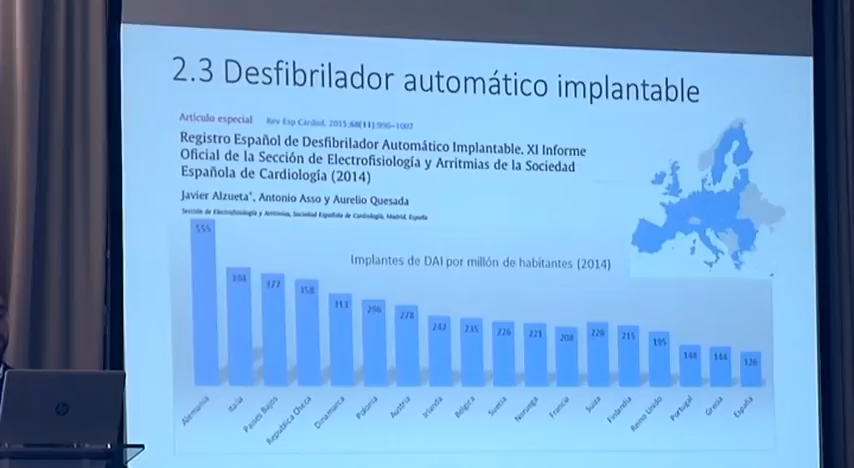 2.3 Desfibrilador automático implantable
Artículo especial Rev Esp Cardiol. 2015;68(11):996–1007
Registro Español de Desfibrilador Automático Implantable. XI Informe
Oficial de la Sección de Electrofisiología y Arritmias de la Sociedad
Española de Cardiología (2014)
Javier Alzueta*, Antonio Asso y Aurelio Quesada
Sección de Electrofisiología y Arritmias, Sociedad Española de Cardiología, Madrid, España
Implantes de DAI por millón de habitantes (2014)
555 394 372 358 313 296 278 242 235 226 221 208 226 215 195 148 144 126
Alemania Italia Países Bajos República Checa Dinamarca Polonia Austria Irlanda Bélgica Suecia Noruega Francia Suiza Finlandia Reino Unido Portugal Grecia España
hp